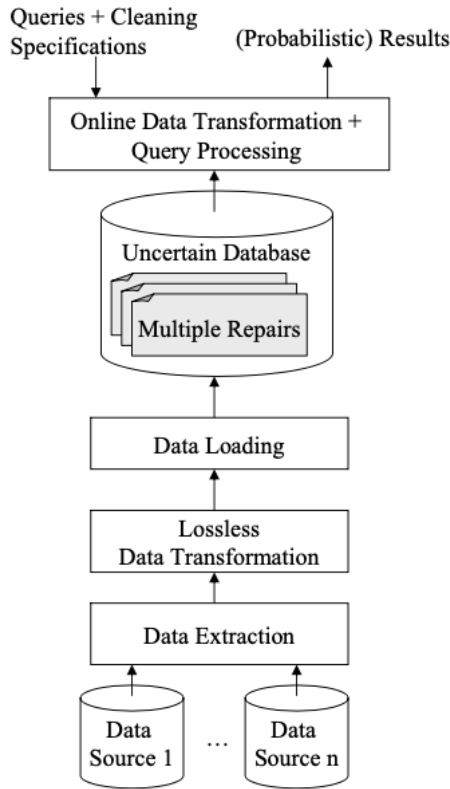 Queries + Cleaning
Specifications
(Probabilistic) Results
Online Data Transformation +
Query Processing
Uncertain Database
Multiple Repairs
Data Loading
Lossless
Data Transformation
Data Extraction
Data
Source 1
...
Data
Source n